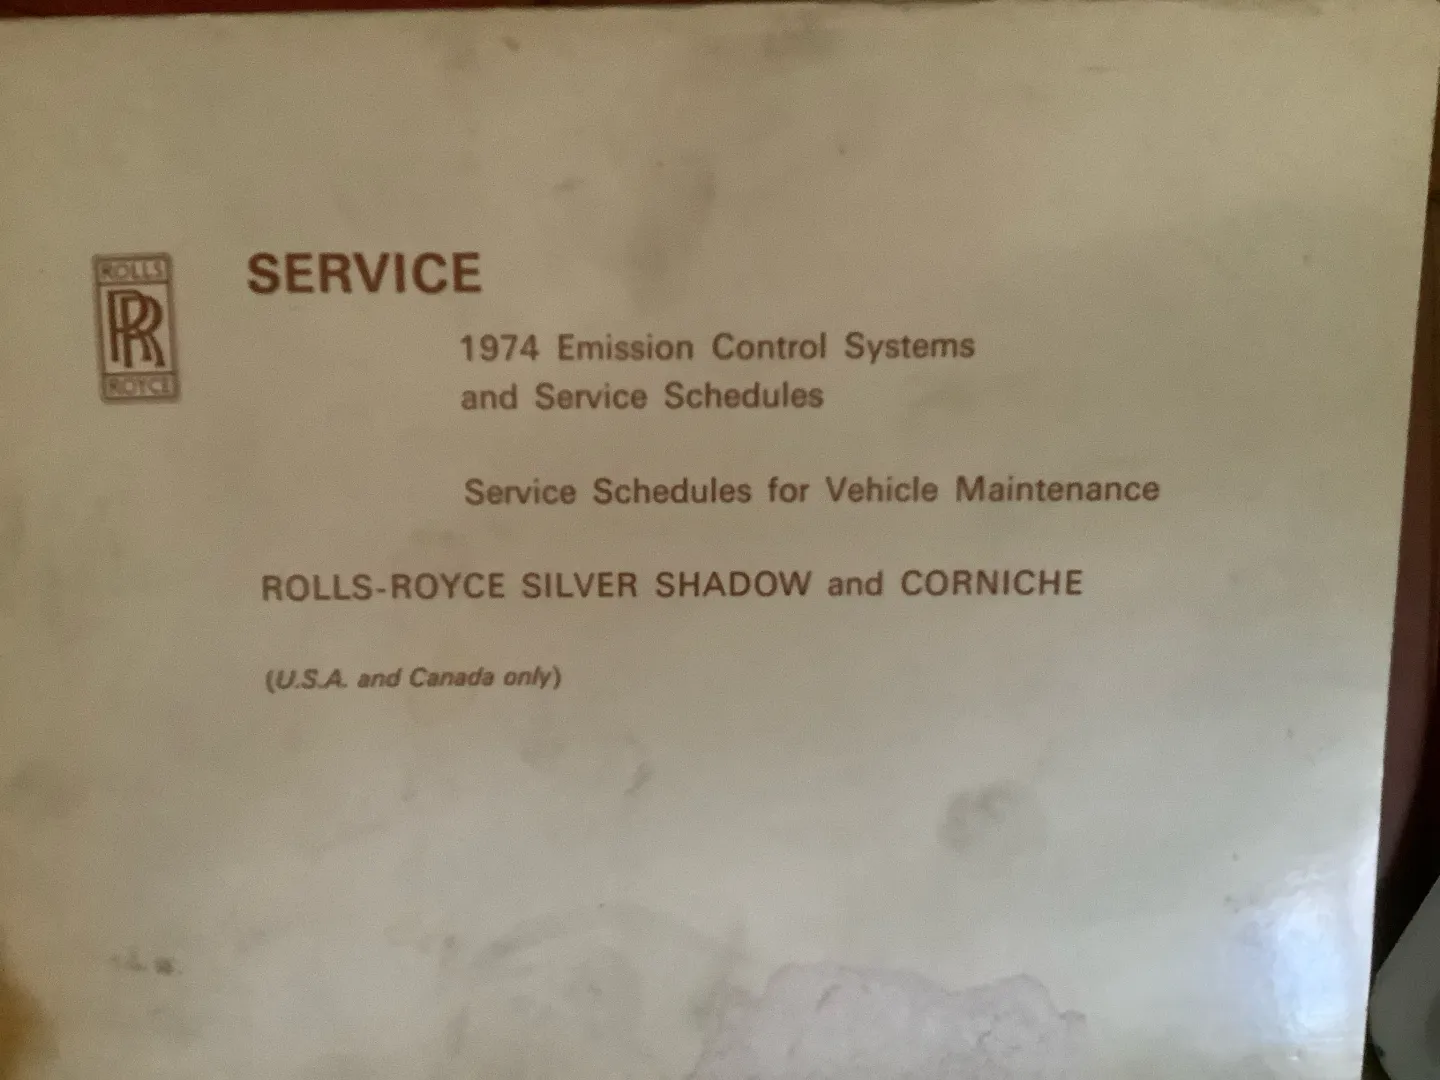 ROLLS
RR
ROYCE
SERVICE
1974 Emission Control Systems
and Service Schedules
Service Schedules for Vehicle Maintenance
ROLLS-ROYCE SILVER SHADOW and CORNICHE
(U.S.A. and Canada only)